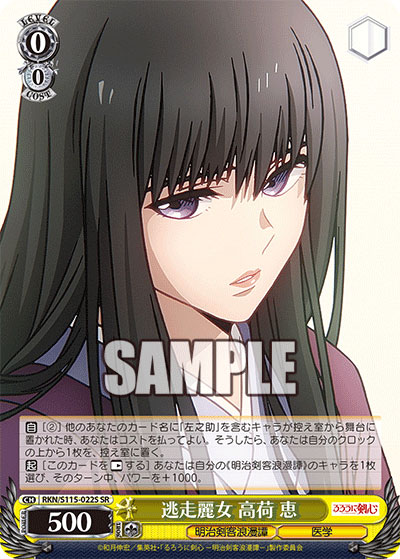 LEVEL
0
0
COST
SAMPLE
自 [②] 他のあなたのカード名に「左之助」を含むキャラが控え室から舞台に
置かれた時、あなたはコストを払ってよい。そうしたら、あなたは自分のクロック
の上から1枚を、控え室に置く。
起 [このカードを する] あなたは自分の《明治剣客浪漫譚》のキャラを1枚
選び、そのターン中、パワーを+1000。
CH RKN/S115-022S SR
500
逃走麗女 高荷 恵
るろうに剣心
明治剣客浪漫譚
医学
©和月伸宏/集英社・「るろうに剣心 -明治剣客浪漫譚-」製作委員会